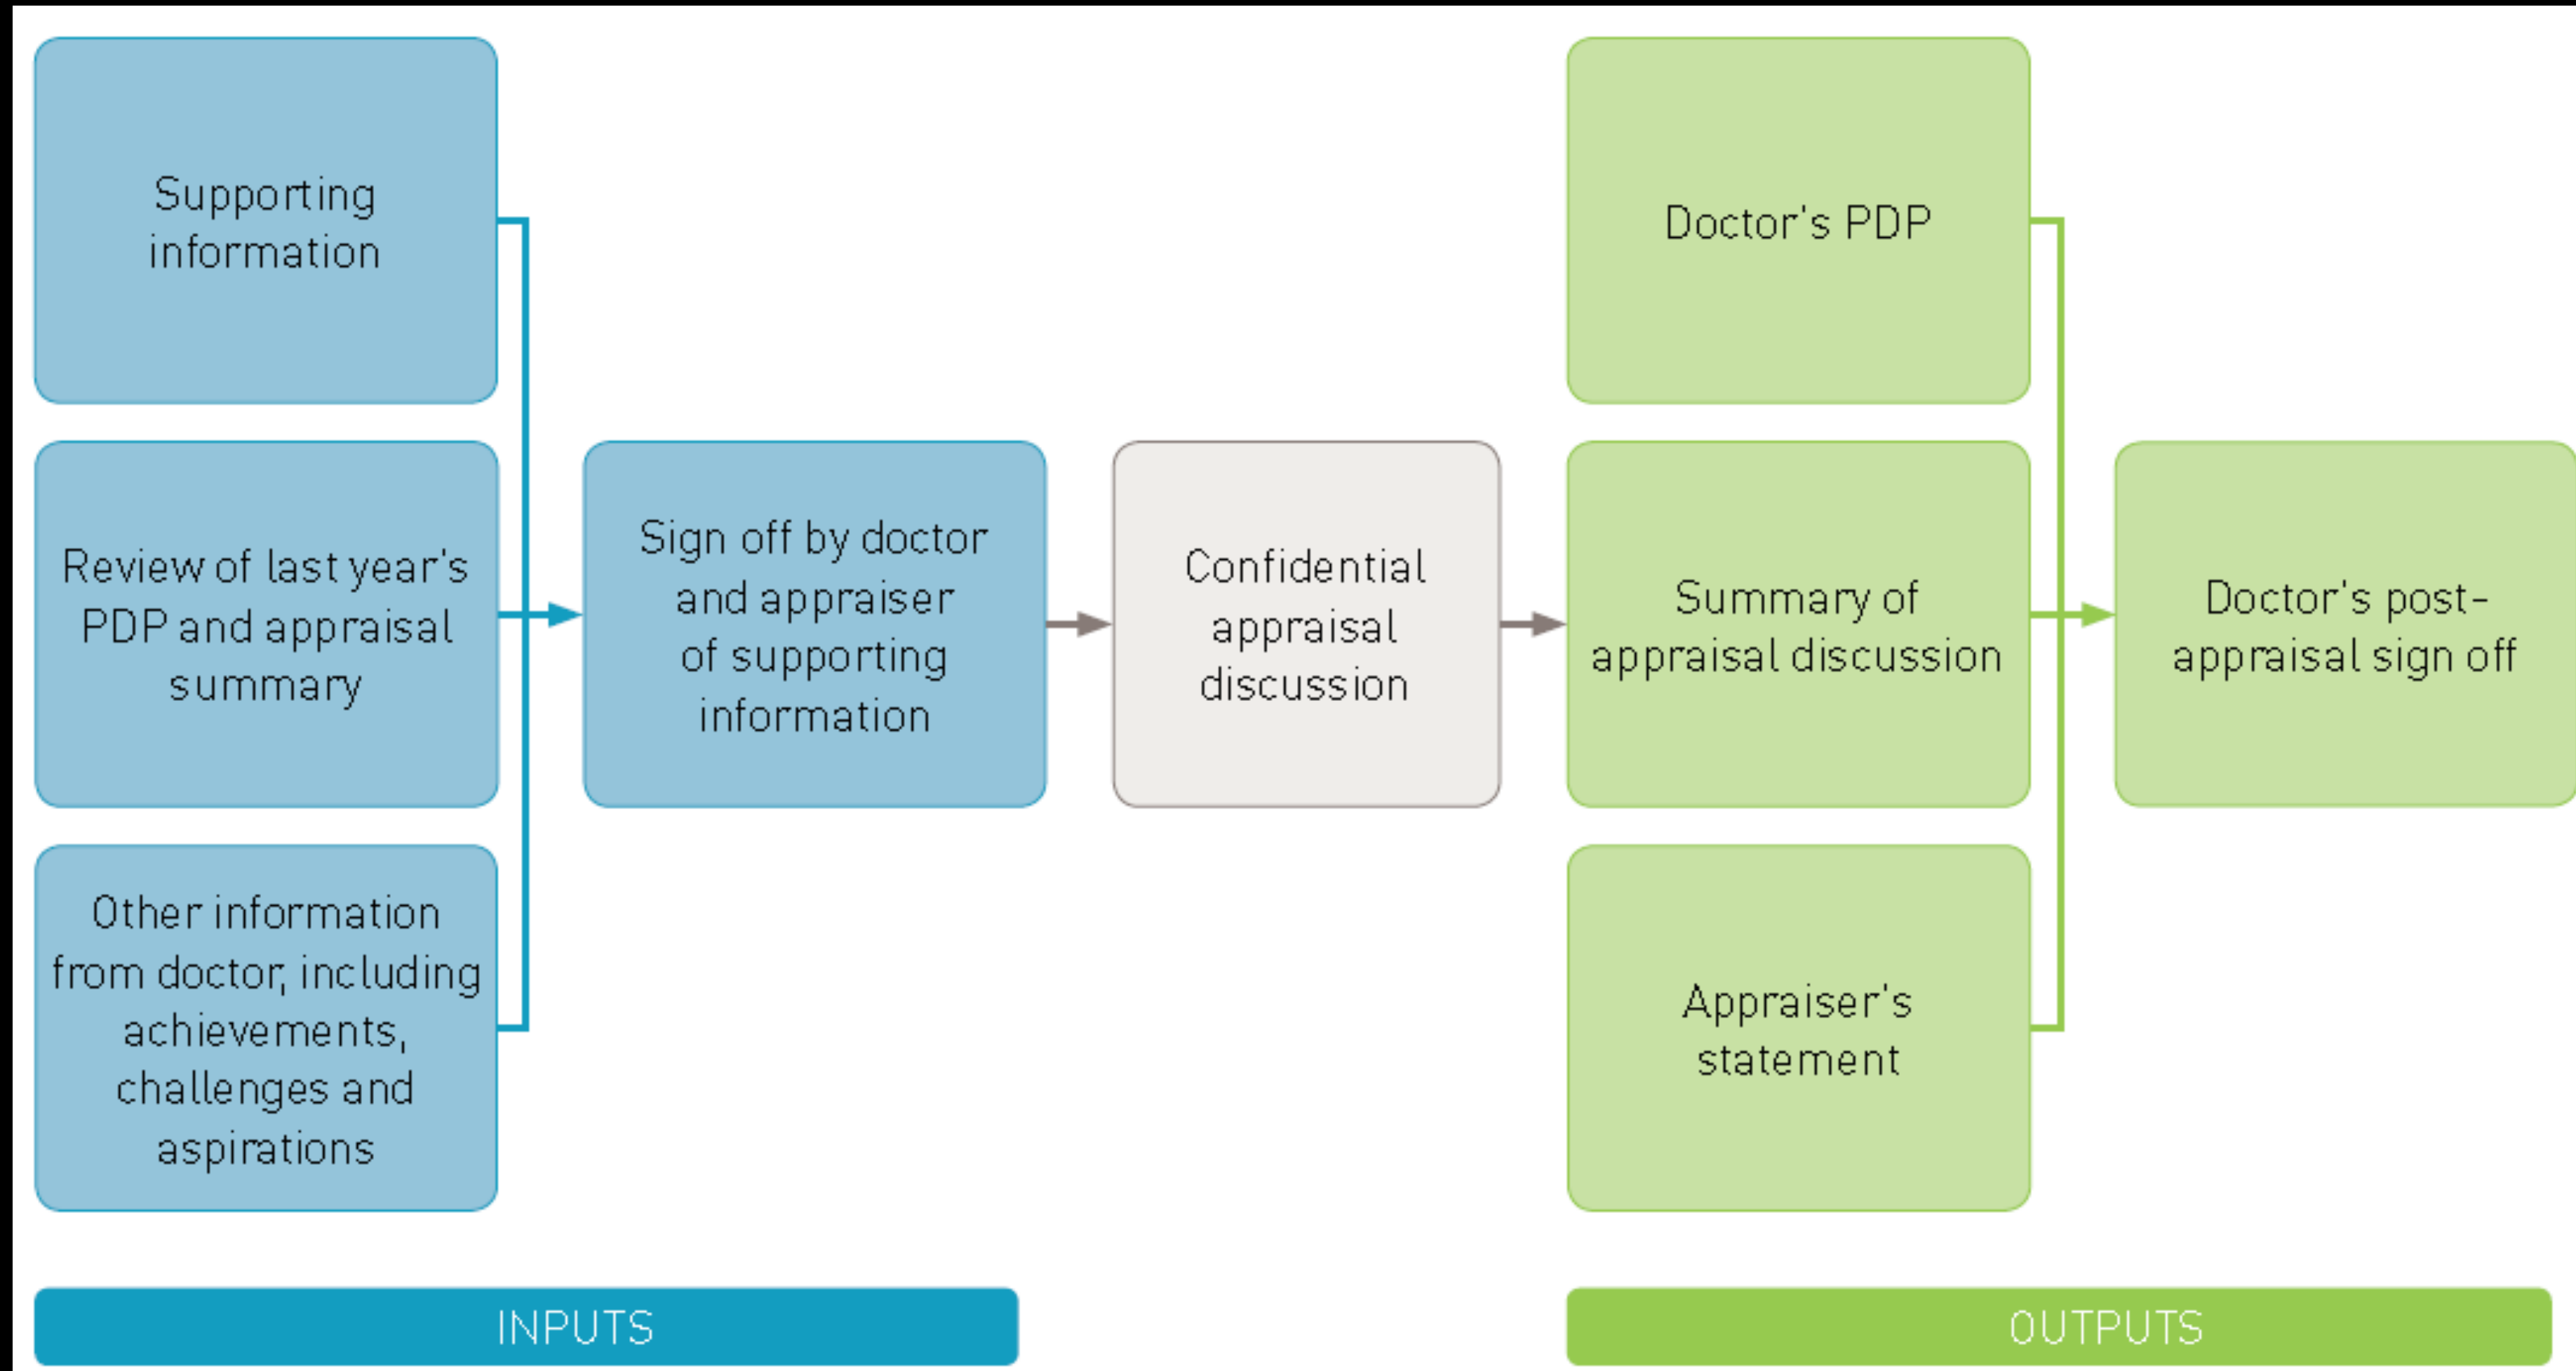 Supporting
information
Review of last year's
PDP and appraisal
summary
Other information
from doctor, including
achievements,
challenges and
aspirations
Sign off by doctor
and appraiser
of supporting
information
Confidential
appraisal
discussion
Doctor's PDP
Summary of
appraisal discussion
Appraiser's
statement
Doctor's post-
appraisal sign off
INPUTS
OUTPUTS